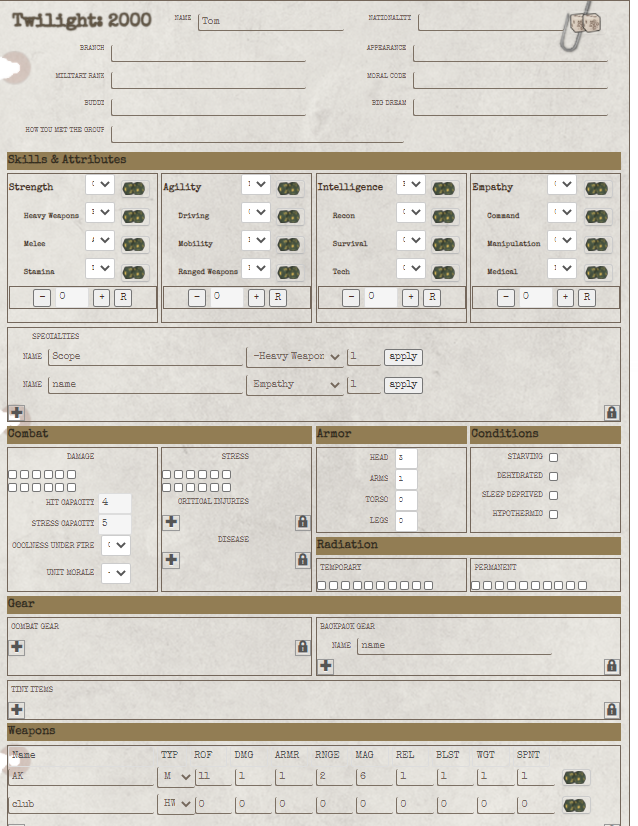 Twilight: 2000 NAME Tom NATIONALITY
BRANCH APPEARANCE
MILITARY RANK MORAL CODE
BUDDY BIG DREAM
HOW YOU MET THE GROUP
Skills & Attributes
Strength Agility Intelligence Empathy
Heavy Weapons Driving Recon Command
Melee Mobility Survival Manipulation
Stamina Ranged Weapons Tech Medical
- 0 + R - 0 + R - 0 + R - 0 + R
SPECIALTIES
NAME Scope -Heavy Weapor 1 apply
NAME name Empathy 1 apply
Combat Armor Conditions
DAMAGE STRESS HEAD 3 STARVING
ARMS 1 DEHYDRATED
HIT CAPACITY 4 CRITICAL INJURIES TORSO 0 SLEEP DEPRIVED
STRESS CAPACITY 5 LEGS 0 HYPOTHERMIO
COOLNESS UNDER FIRE DISEASE Radiation
UNIT MORALE - TEMPORARY PERMANENT
Gear
COMBAT GEAR BACKPACK GEAR
NAME name
TINY ITEMS
Weapons
Name TYP ROF DMG ARMR RNGE MAG REL BLST WGT SPNT
AK M 11 1 1 2 6 1 1 1 1
club HW 0 0 0 0 0 0 0 0 0